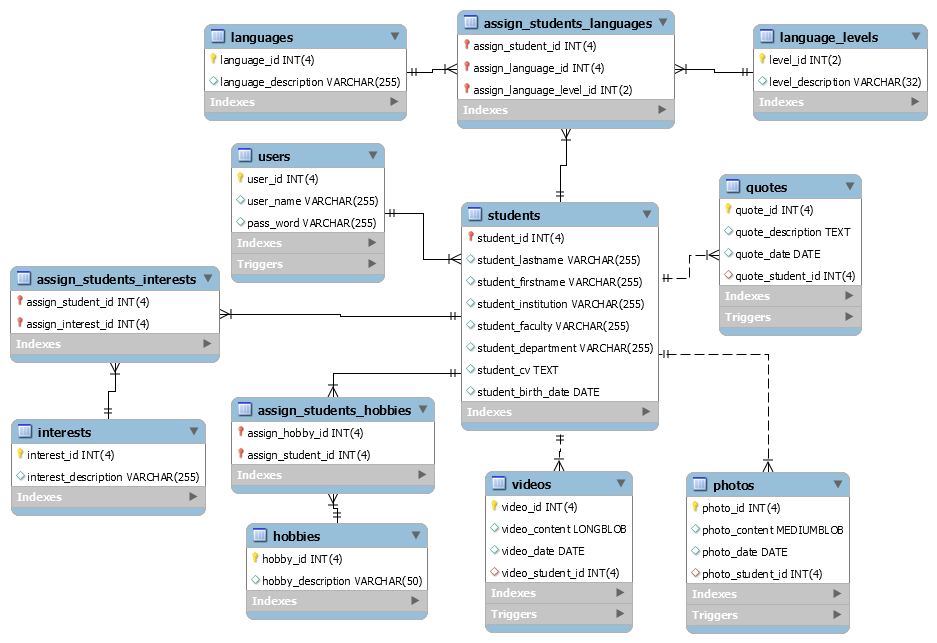 languages
language_id INT(4)
language_description VARCHAR(255)
Indexes
assign_students_languages
assign_student_id INT(4)
assign_language_id INT(4)
assign_language_level_id INT(2)
Indexes
language_levels
level_id INT(2)
level_description VARCHAR(32)
Indexes
users
user_id INT(4)
user_name VARCHAR(255)
pass_word VARCHAR(255)
Indexes
Triggers
students
student_id INT(4)
student_lastname VARCHAR(255)
student_firstname VARCHAR(255)
student_institution VARCHAR(255)
student_faculty VARCHAR(255)
student_department VARCHAR(255)
student_cv TEXT
student_birth_date DATE
Indexes
quotes
quote_id INT(4)
quote_description TEXT
quote_date DATE
quote_student_id INT(4)
Indexes
Triggers
assign_students_interests
assign_student_id INT(4)
assign_interest_id INT(4)
Indexes
interests
interest_id INT(4)
interest_description VARCHAR(255)
Indexes
assign_students_hobbies
assign_hobby_id INT(4)
assign_student_id INT(4)
Indexes
hobbies
hobby_id INT(4)
hobby_description VARCHAR(50)
Indexes
videos
video_id INT(4)
video_content LONGBLOB
video_date DATE
video_student_id INT(4)
Indexes
Triggers
photos
photo_id INT(4)
photo_content MEDIUMBLOB
photo_date DATE
photo_student_id INT(4)
Indexes
Triggers